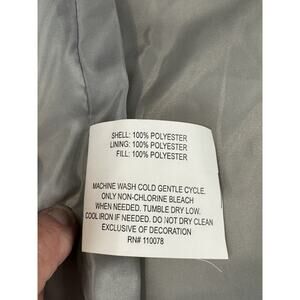 SHELL: 100% POLYESTER
LINING: 100% POLYESTER
FILL: 100% POLYESTER
MACHINE WASH COLD GENTLE CYCLE.
ONLY NON-CHLORINE BLEACH
WHEN NEEDED. TUMBLE DRY LOW.
COOL IRON IF NEEDED. DO NOT DRY CLEAN
EXCLUSIVE OF DECORATION
RN# 110078